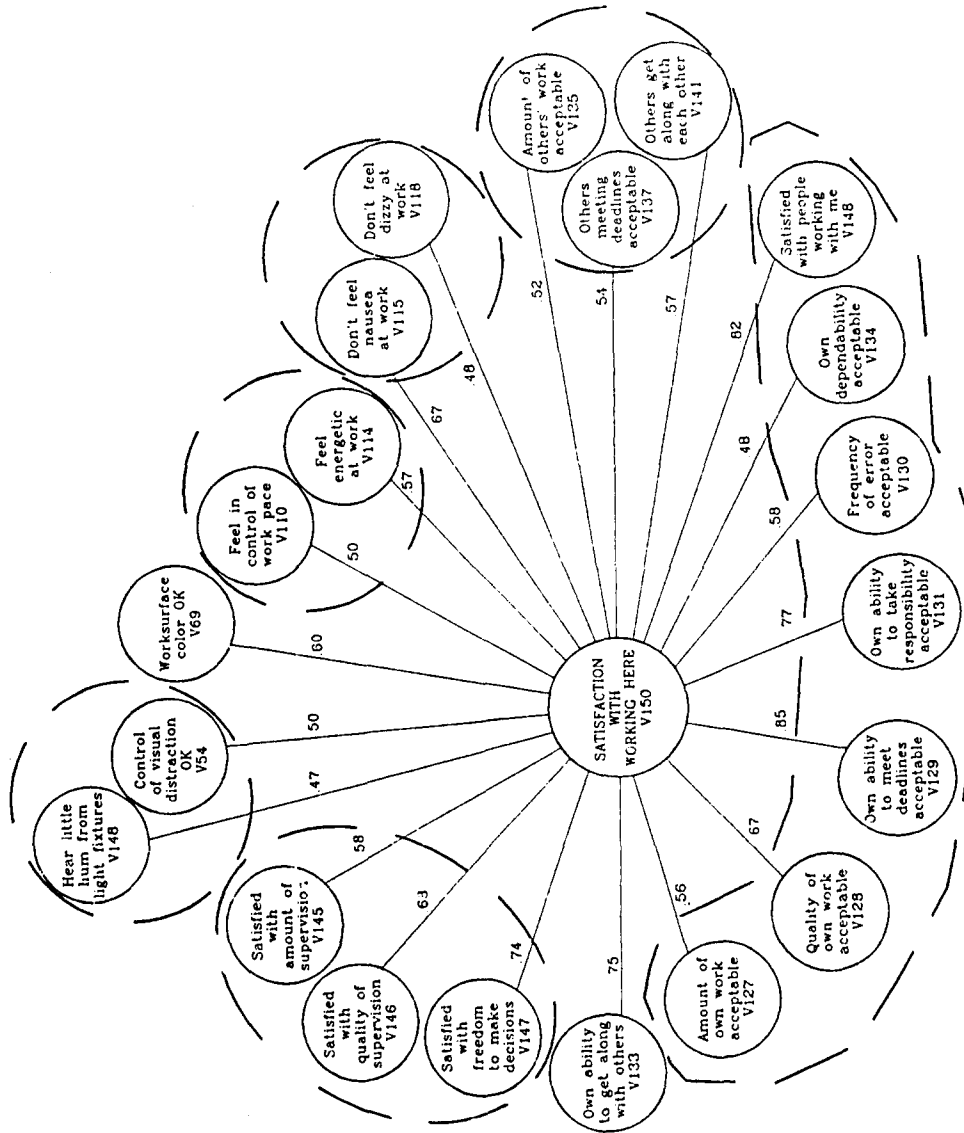 Hear little
hum from
light fixtures
V148
Control
of visual
distraction
OK
V54
Worksurface
color OK
V69
Feel in
control of
work pace
V110
Feel
energetic
at work
V114
Don't feel
nausea
at work
V115
Don't feel
dizzy at
work
V118
Amount of
others' work
acceptable
V135
Others
meeting
deadlines
acceptable
V137
Others get
along with
each other
V141
Satisfied
with people
working
with me
V148
Own
dependability
acceptable
V134
Frequency
of error
acceptable
V130
Own ability
to take
responsibility
acceptable
V131
Own ability
to meet
deadlines
acceptable
V129
Quality of
own work
acceptable
V128
Amount of
own work
acceptable
V127
Own ability
to get along
with others
V133
Satisfied
with
freedom
to make
decisions
V147
Satisfied
with
quality of
supervision
V146
Satisfied
with
amount of
supervision
V145
SATISFACTION
WITH
WORKING HERE
V150
.47
.50
.60
.50
.57
.67
.48
.52
.54
.57
.82
.48
.58
.77
.85
.67
.56
.75
.74
.68
.58